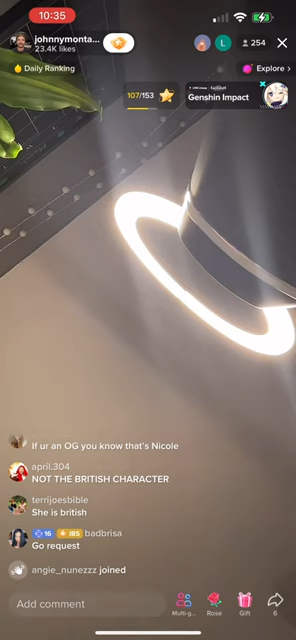 10:35
johnnymonta...
23.4K likes
254
Daily Ranking
Explore >
107/153
Genshin Impact
If ur an OG you know that's Nicole
april.304
NOT THE BRITISH CHARACTER
terrijoesbible
She is british
16 IBS badbrisa
Go request
angie_nunezzz joined
Add comment
Multi-g...
Rose
Gift
6